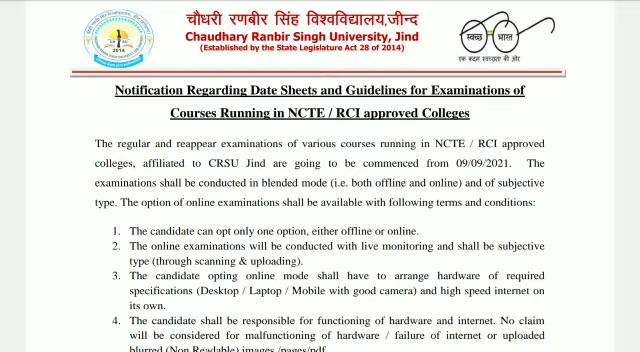 चौधरी रणबीर सिंह विश्वविद्यालय,जीन्द
Chaudhary Ranbir Singh University, Jind
(Established by the State Legislature Act 28 of 2014)
2014
स्वच्छ भारत
एक कदम स्वच्छता की ओर
Notification Regarding Date Sheets and Guidelines for Examinations of
Courses Running in NCTE / RCI approved Colleges
The regular and reappear examinations of various courses running in NCTE / RCI approved
colleges, affiliated to CRSU Jind are going to be commenced from 09/09/2021. The
examinations shall be conducted in blended mode (i.e. both offline and online) and of subjective
type. The option of online examinations shall be available with following terms and conditions:
1. The candidate can opt only one option, either offline or online.
2. The online examinations will be conducted with live monitoring and shall be subjective
type (through scanning & uploading).
3. The candidate opting online mode shall have to arrange hardware of required
specifications (Desktop / Laptop / Mobile with good camera) and high speed internet on
its own.
4. The candidate shall be responsible for functioning of hardware and internet. No claim
will be considered for malfunctioning of hardware / failure of internet or uploaded
blurred (Non Readable) images /pages/pdf